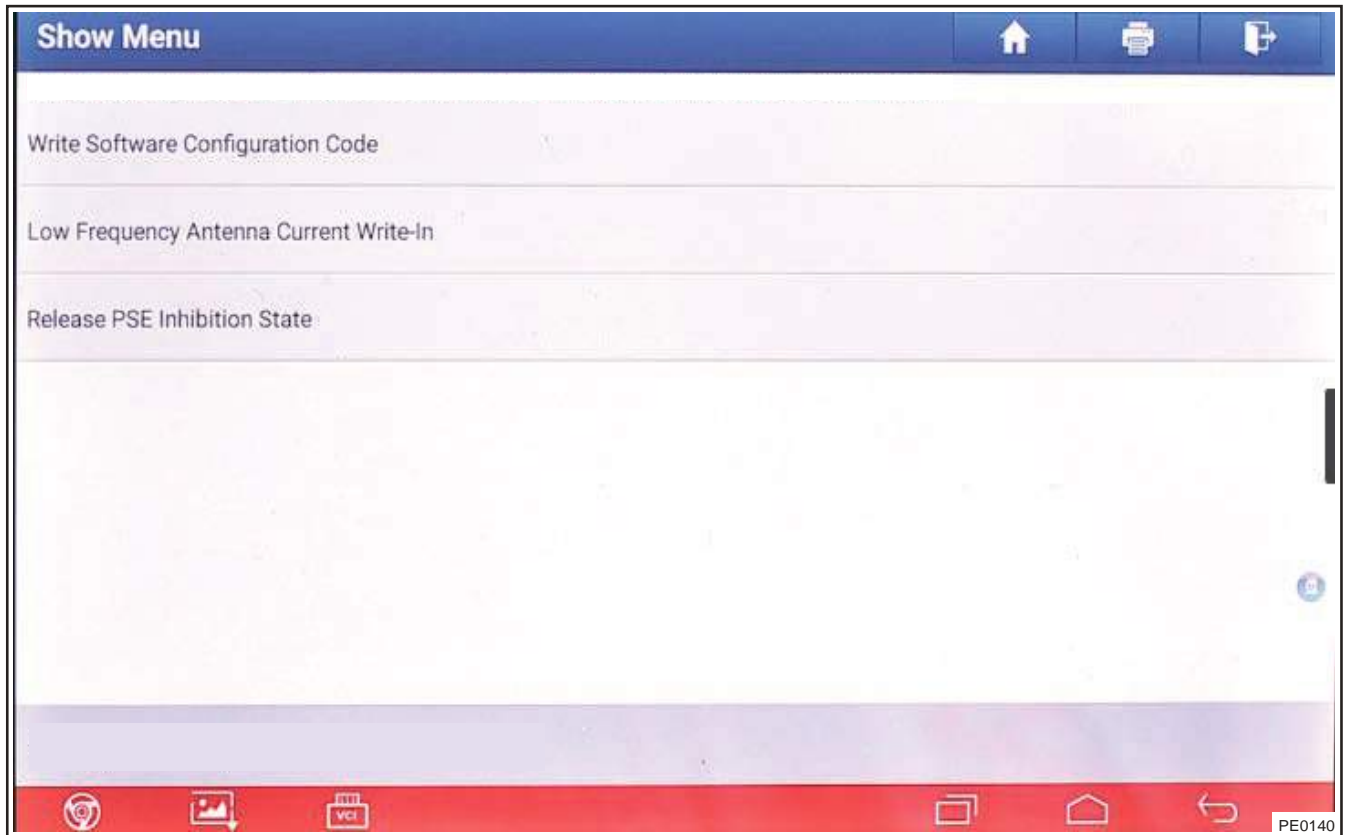 Show Menu
Write Software Configuration Code
Low Frequency Antenna Current Write-In
Release PSE Inhibition State
VCI
PE0140